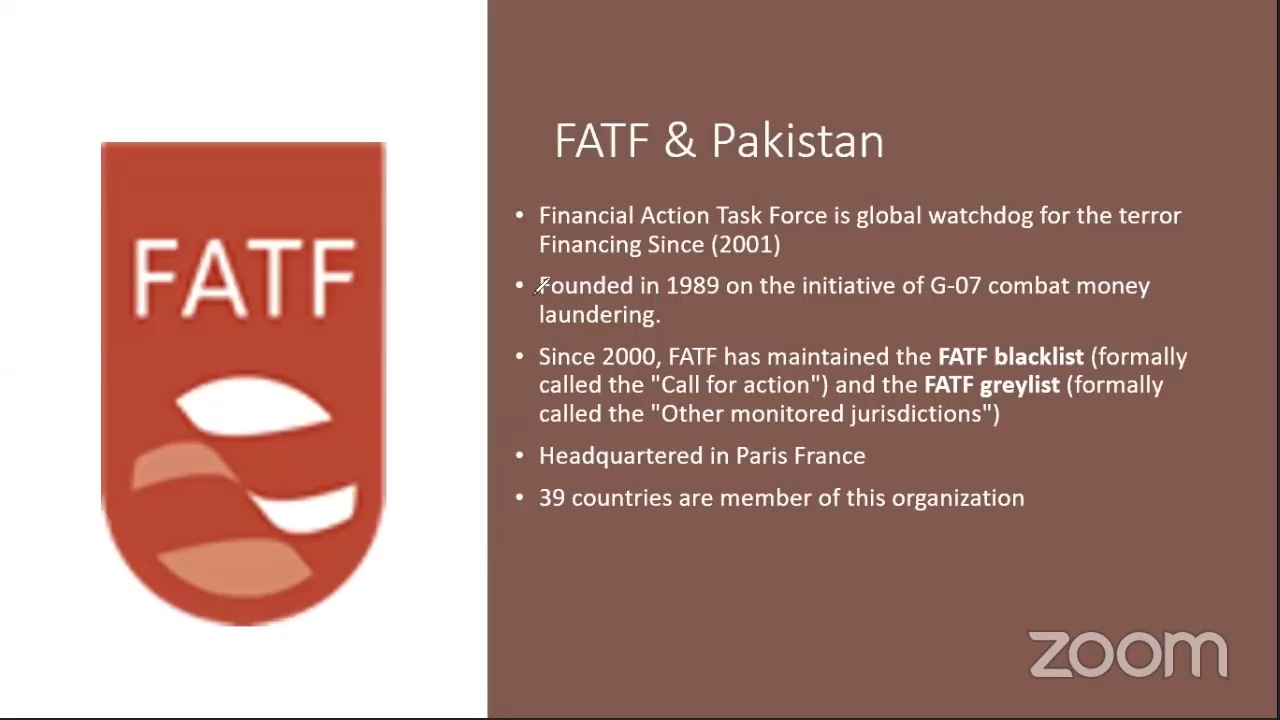 FATF
FATF & Pakistan
• Financial Action Task Force is global watchdog for the terror
Financing Since (2001)
• Founded in 1989 on the initiative of G-07 combat money
laundering.
• Since 2000, FATF has maintained the FATF blacklist (formally
called the "Call for action") and the FATF greylist (formally
called the "Other monitored jurisdictions")
• Headquartered in Paris France
• 39 countries are member of this organization
zoom